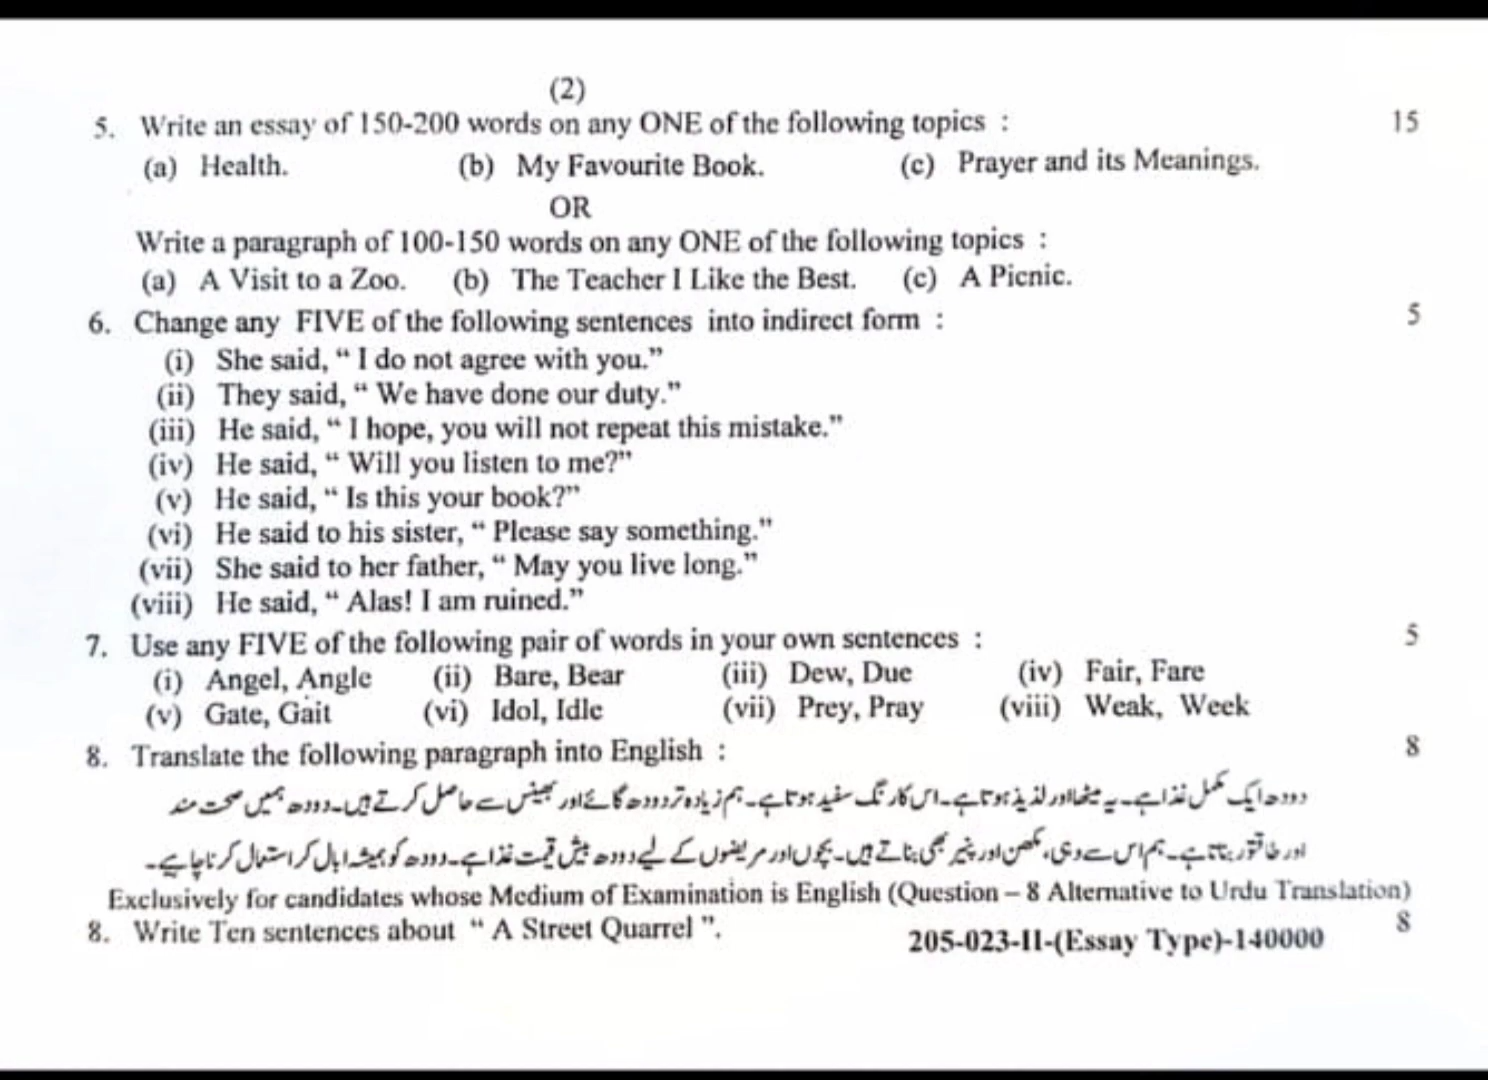 (2)
5. Write an essay of 150-200 words on any ONE of the following topics : 15
(a) Health. (b) My Favourite Book. (c) Prayer and its Meanings.
OR
Write a paragraph of 100-150 words on any ONE of the following topics :
(a) A Visit to a Zoo. (b) The Teacher I Like the Best. (c) A Picnic.
6. Change any FIVE of the following sentences into indirect form : 5
(i) She said, “ I do not agree with you.”
(ii) They said, “ We have done our duty.”
(iii) He said, “ I hope, you will not repeat this mistake.”
(iv) He said, “ Will you listen to me?”
(v) He said, “ Is this your book?”
(vi) He said to his sister, “ Please say something.”
(vii) She said to her father, “ May you live long.”
(viii) He said, “ Alas! I am ruined.”
7. Use any FIVE of the following pair of words in your own sentences : 5
(i) Angel, Angle (ii) Bare, Bear (iii) Dew, Due (iv) Fair, Fare
(v) Gate, Gait (vi) Idol, Idle (vii) Prey, Pray (viii) Weak, Week
8. Translate the following paragraph into English : 8
دودھ ایک مکمل غذا ہے۔ یہ میٹھا اور لذیذ ہوتا ہے۔ اس کا رنگ سفید ہوتا ہے۔ ہم زیادہ تر دودھ گائے اور بھینس سے حاصل کرتے ہیں۔ دودھ ہمیں صحت مند
اور طاقتور بناتا ہے۔ ہم اس سے دہی، مکھن اور پنیر بھی بناتے ہیں۔ بچوں اور مریضوں کے لیے دودھ بیش قیمت غذا ہے۔ دودھ کو ہمیشہ ابال کر استعمال کرنا چاہیے۔
Exclusively for candidates whose Medium of Examination is English (Question – 8 Alternative to Urdu Translation)
8. Write Ten sentences about “ A Street Quarrel ”. 8
205-023-II-(Essay Type)-140000